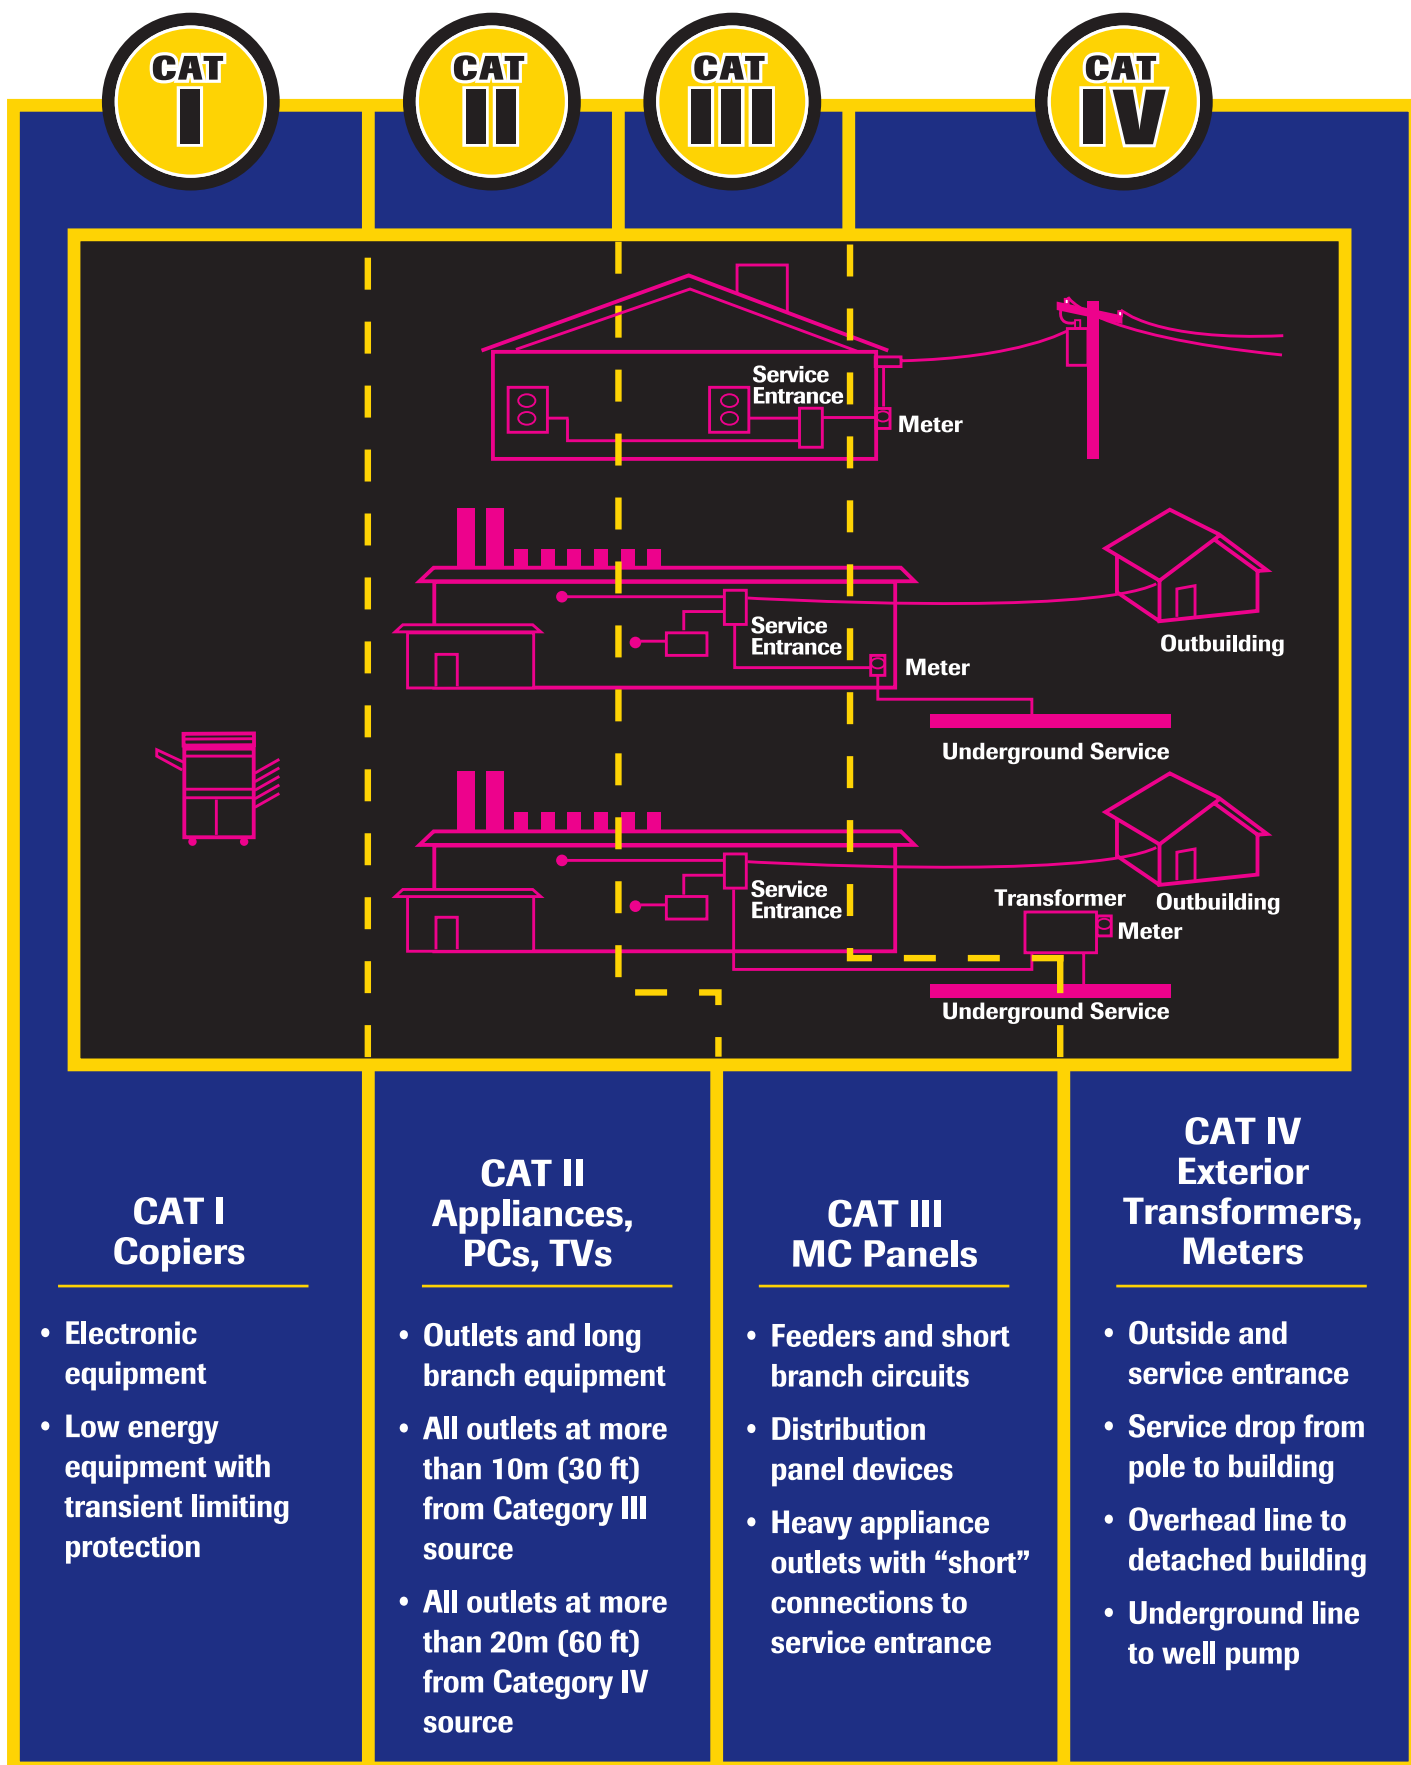 CAT
I
CAT
II
CAT
III
CAT
IV
Service
Entrance
Meter
Service
Entrance
Meter
Outbuilding
Underground Service
Service
Entrance
Transformer
Outbuilding
Meter
Underground Service
CAT I
Copiers
• Electronic
equipment
• Low energy
equipment with
transient limiting
protection
CAT II
Appliances,
PCs, TVs
• Outlets and long
branch equipment
• All outlets at more
than 10m (30 ft)
from Category III
source
• All outlets at more
than 20m (60 ft)
from Category IV
source
CAT III
MC Panels
• Feeders and short
branch circuits
• Distribution
panel devices
• Heavy appliance
outlets with “short”
connections to
service entrance
CAT IV
Exterior
Transformers,
Meters
• Outside and
service entrance
• Service drop from
pole to building
• Overhead line to
detached building
• Underground line
to well pump